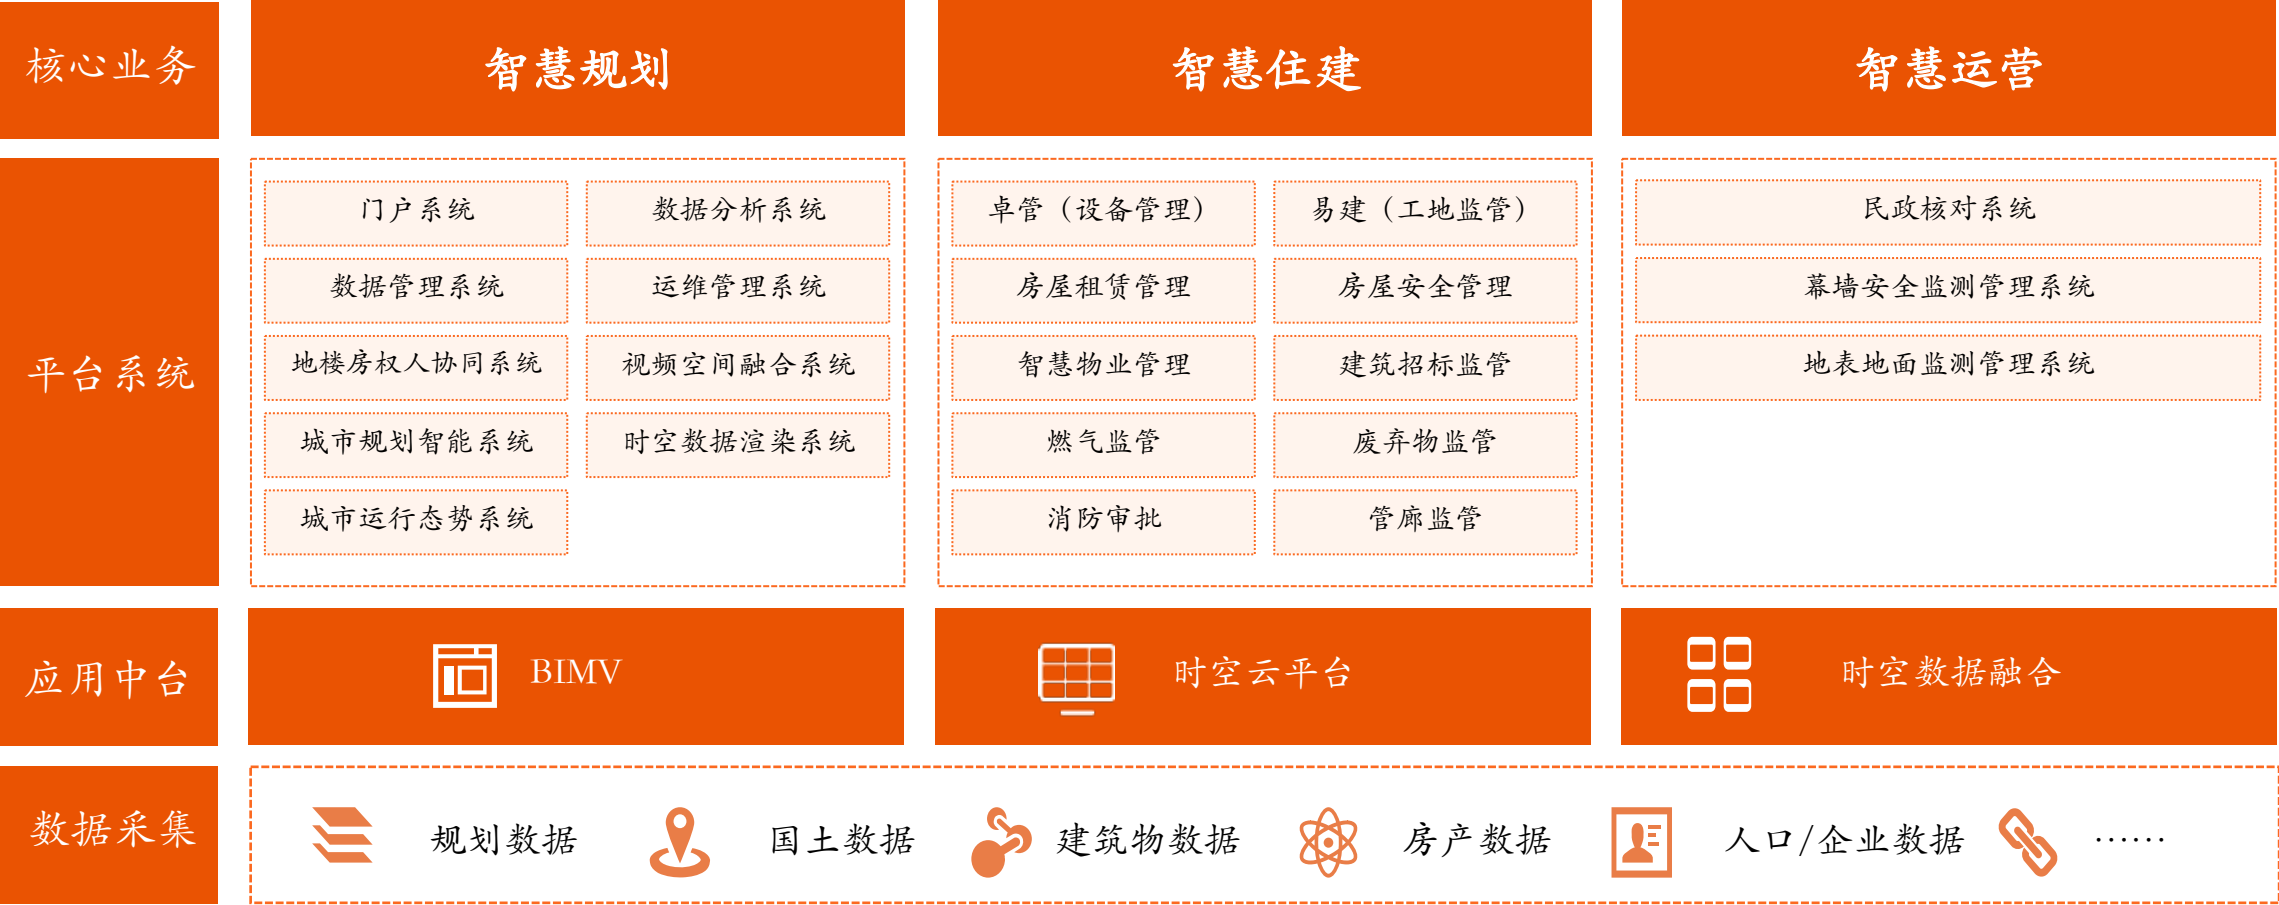 核心业务
智慧规划
智慧住建
智慧运营
平台系统
门户系统
数据分析系统
数据管理系统
运维管理系统
地楼房权人协同系统
视频空间融合系统
城市规划智能系统
时空数据渲染系统
城市运行态势系统
卓管（设备管理）
易建（工地监管）
房屋租赁管理
房屋安全管理
智慧物业管理
建筑招标监管
燃气监管
废弃物监管
消防审批
管廊监管
民政核对系统
幕墙安全监测管理系统
地表地面监测管理系统
应用中台
BIMV
时空云平台
时空数据融合
数据采集
规划数据
国土数据
建筑物数据
房产数据
人口/企业数据
……